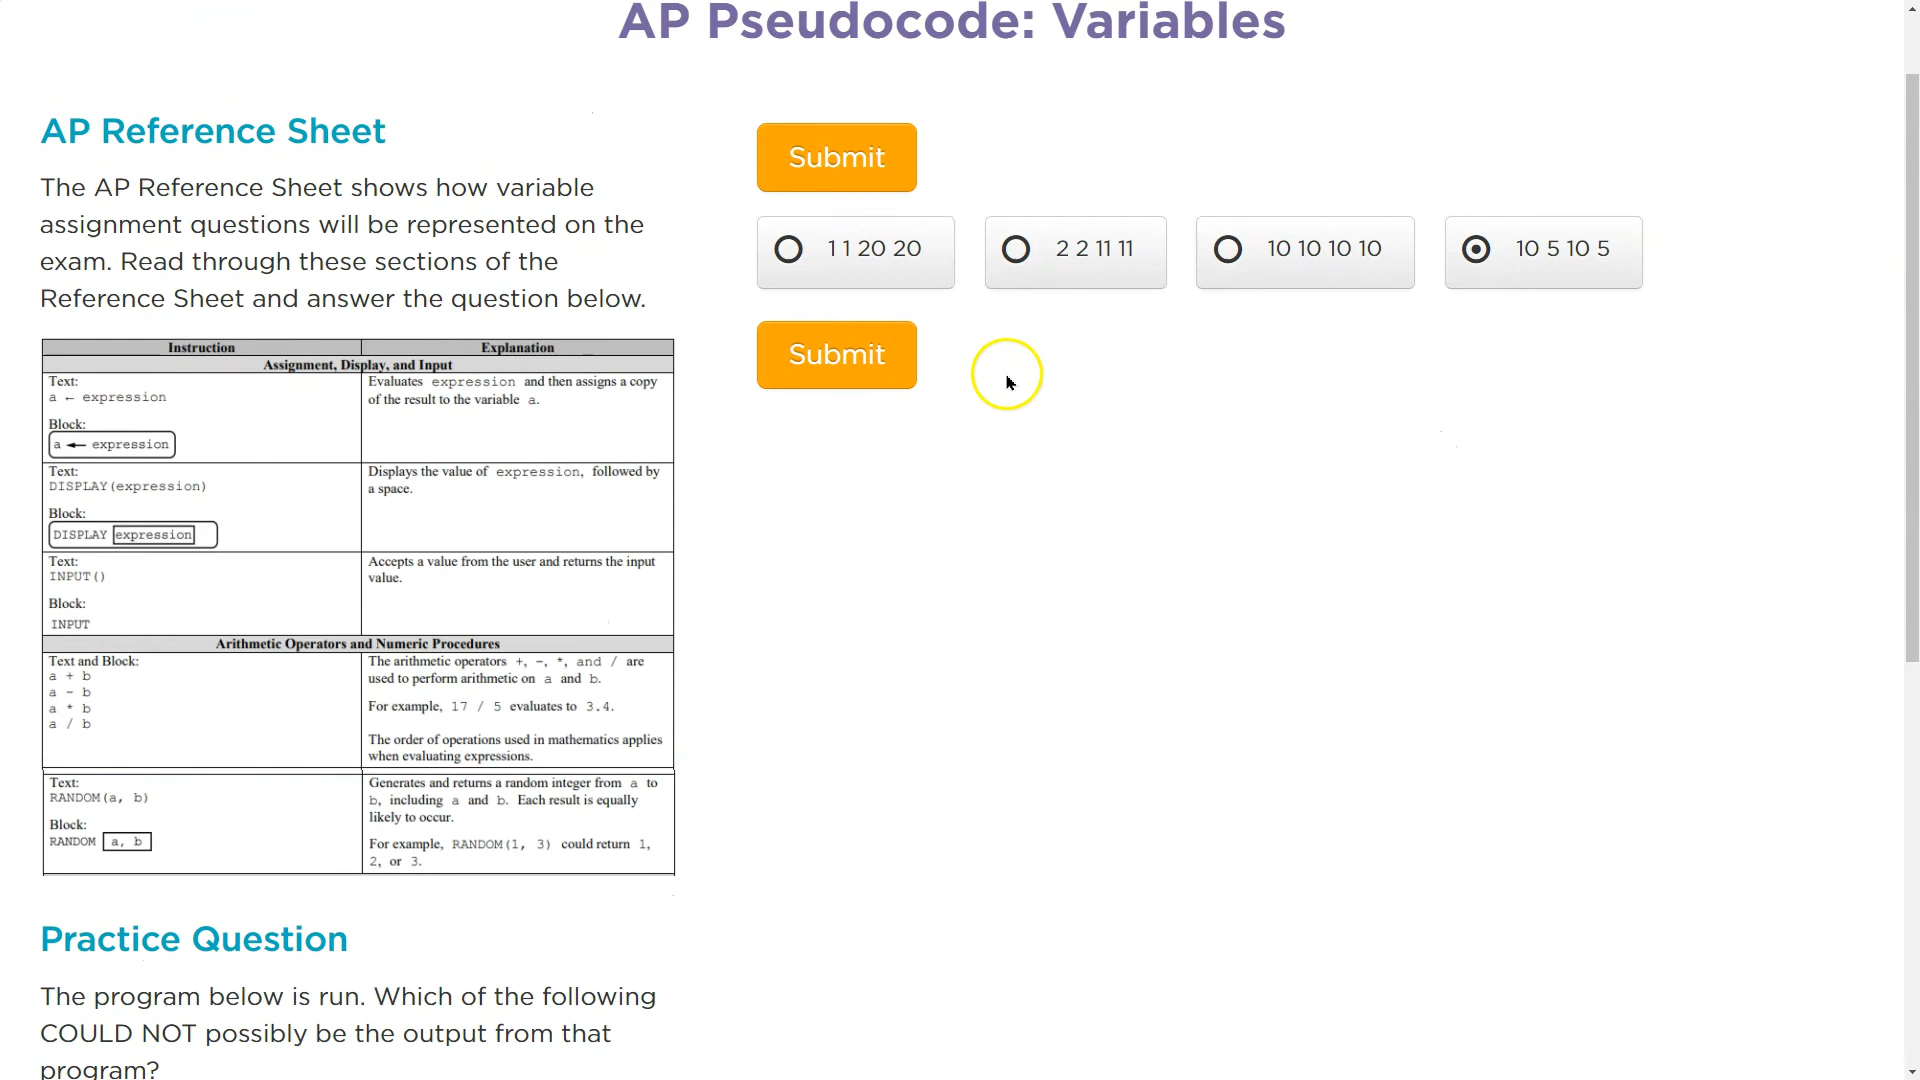 AP Pseudocode: Variables
AP Reference Sheet
The AP Reference Sheet shows how variable
assignment questions will be represented on the
exam. Read through these sections of the
Reference Sheet and answer the question below.
Instruction Explanation
Assignment, Display, and Input
Text:
a ← expression
Block:
a ← expression
Evaluates expression and then assigns a copy
of the result to the variable a.
Text:
DISPLAY(expression)
Block:
DISPLAY expression
Displays the value of expression, followed by
a space.
Text:
INPUT()
Block:
INPUT
Accepts a value from the user and returns the input
value.
Arithmetic Operators and Numeric Procedures
Text and Block:
a + b
a - b
a * b
a / b
The arithmetic operators +, -, *, and / are
used to perform arithmetic on a and b.
For example, 17 / 5 evaluates to 3.4.
The order of operations used in mathematics applies
when evaluating expressions.
Text:
RANDOM(a, b)
Block:
RANDOM a, b
Generates and returns a random integer from a to
b, including a and b. Each result is equally
likely to occur.
For example, RANDOM(1, 3) could return 1,
2, or 3.
Practice Question
The program below is run. Which of the following
COULD NOT possibly be the output from that
program?
Submit
1 1 20 20
2 2 11 11
10 10 10 10
10 5 10 5
Submit